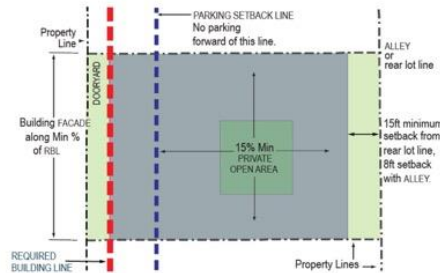 PARKING SETBACK LINE
No parking
forward of this line.
Property
Line
ALLEY
or
rear lot line
DOORYARD
Building FACADE
along Min %
of RBL
15% Min
PRIVATE
OPEN AREA
15ft minimum
setback from
rear lot line,
8ft setback
with ALLEY.
REQUIRED
BUILDING LINE
Property Lines